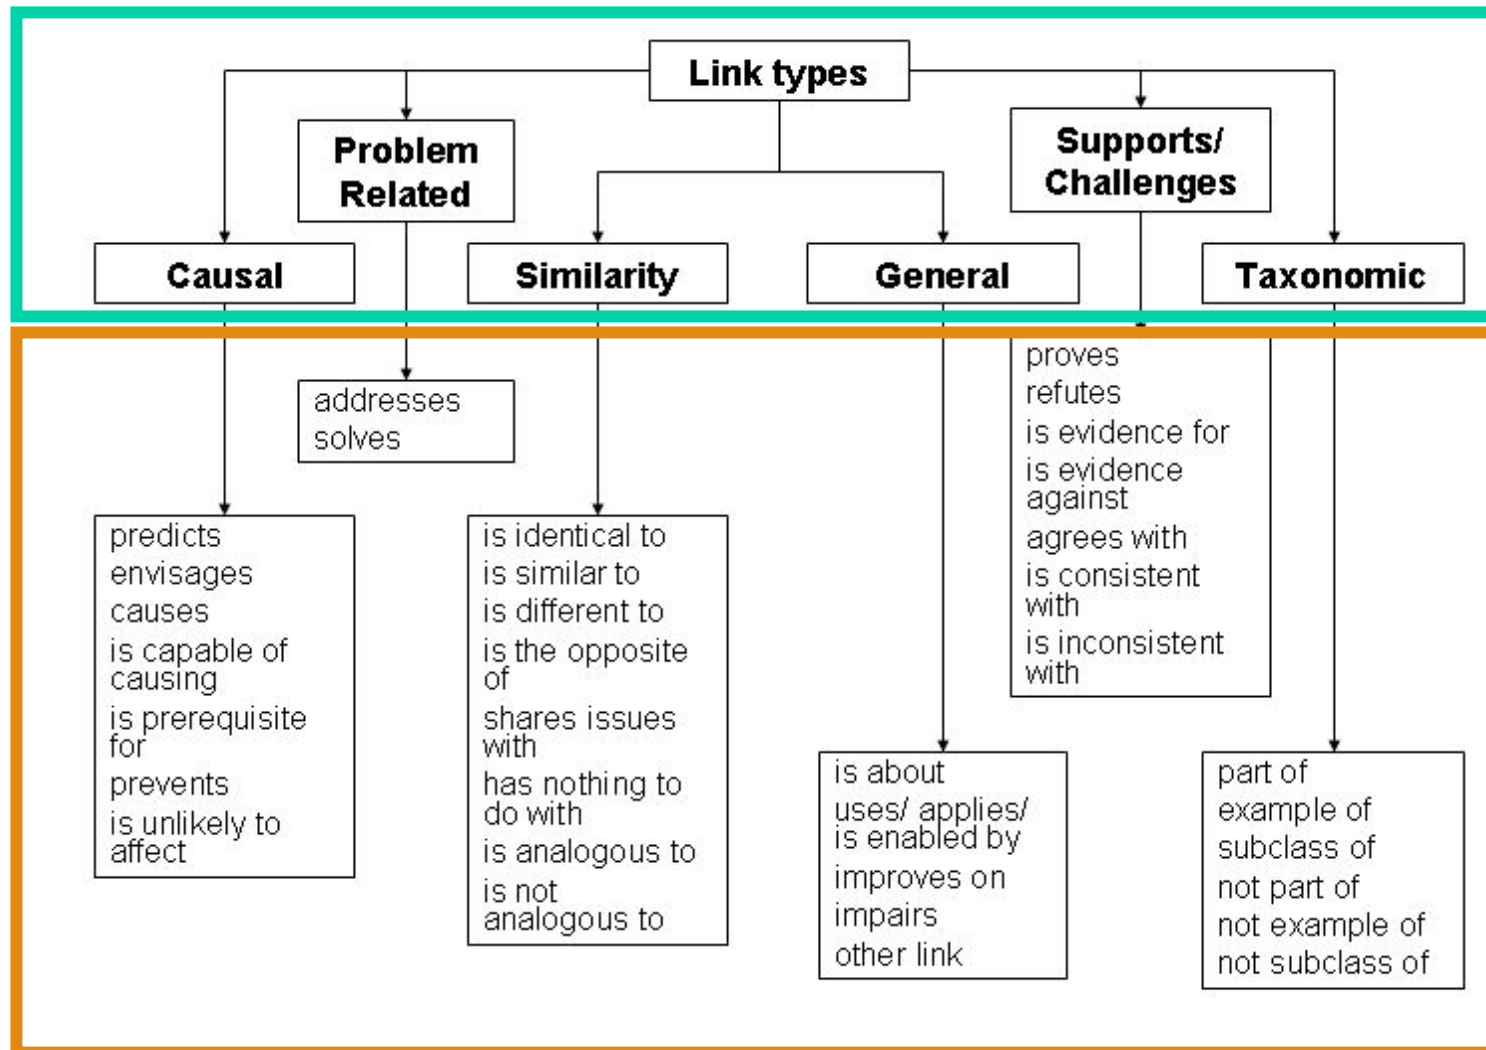 Link types
Problem
Related
Supports/
Challenges
Causal
Similarity
General
Taxonomic
addresses
solves
proves
refutes
is evidence for
is evidence
against
agrees with
is consistent
with
is inconsistent
with
predicts
envisages
causes
is capable of
causing
is prerequisite
for
prevents
is unlikely to
affect
is identical to
is similar to
is different to
is the opposite
of
shares issues
with
has nothing to
do with
is analogous to
is not
analogous to
is about
uses/ applies/
is enabled by
improves on
impairs
other link
part of
example of
subclass of
not part of
not example of
not subclass of